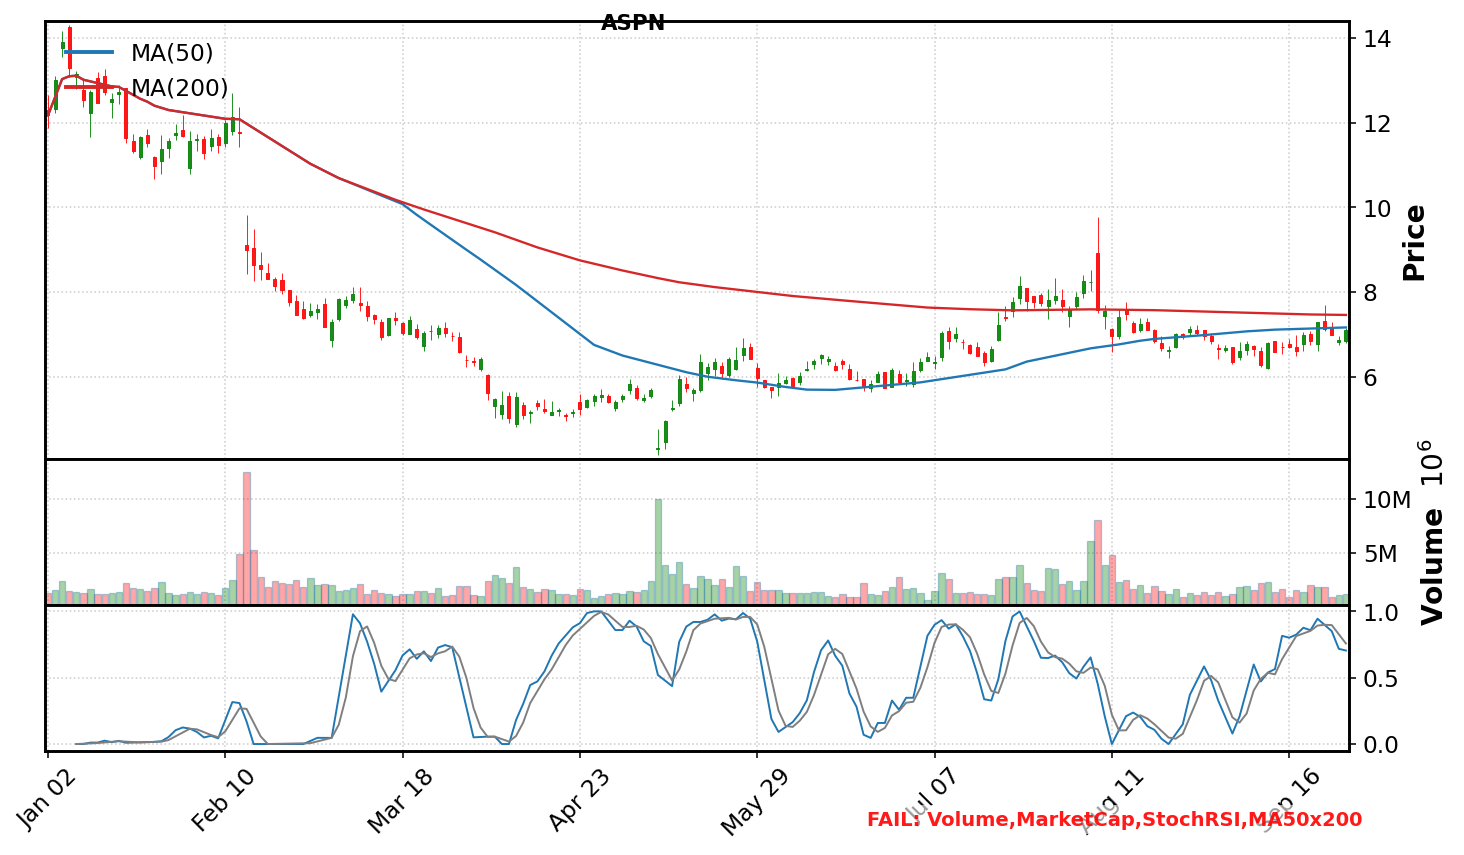 ASPN
MA(50)
MA(200)
14
12
10
8
6
Price
10M
5M
Volume 10⁶
1.0
0.5
0.0
Jan 02
Feb 10
Mar 18
Apr 23
May 29
Jul 07
Aug 11
Sep 16
FAIL: Volume,MarketCap,StochRSI,MA50x200